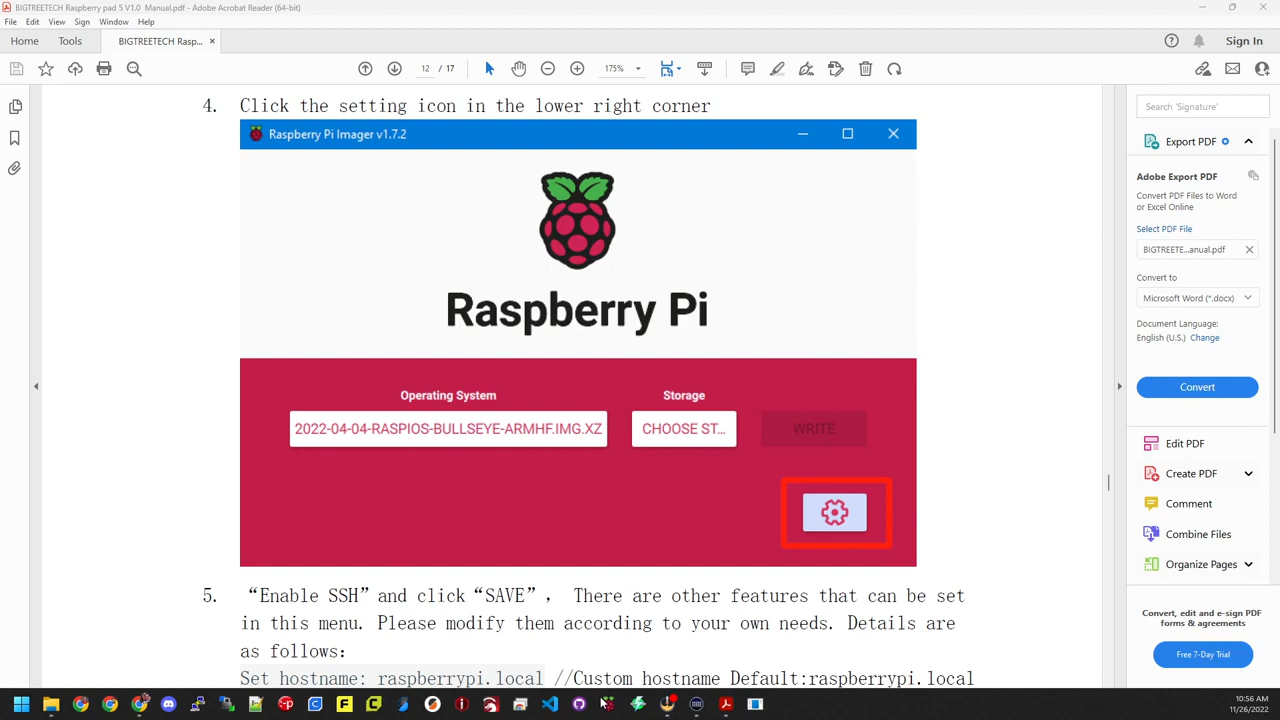 BIGTREETECH Raspberry pad 5 V1.0  Manual.pdf - Adobe Acrobat Reader (64-bit)
File Edit View Sign Window Help
Home Tools BIGTREETECH Rasp... × Sign In
12 / 17 175%
4. Click the setting icon in the lower right corner
Raspberry Pi Imager v1.7.2
Raspberry Pi
Operating System Storage
2022-04-04-RASPIOS-BULLSEYE-ARMHF.IMG.XZ CHOOSE ST... WRITE
5. “Enable SSH”and click“SAVE”, There are other features that can be set
in this menu. Please modify them according to your own needs. Details are
as follows:
Set hostname: raspberrypi.local //Custom hostname Default:raspberrypi.local
Search 'Signature'
Export PDF
Adobe Export PDF
Convert PDF Files to Word
or Excel Online
Select PDF File
BIGTREETE...anual.pdf
Convert to
Microsoft Word (*.docx)
Document Language:
English (U.S.) Change
Convert
Edit PDF
Create PDF
Comment
Combine Files
Organize Pages
Convert, edit and e-sign PDF
forms & agreements
Free 7-Day Trial
10:56 AM
11/26/2022